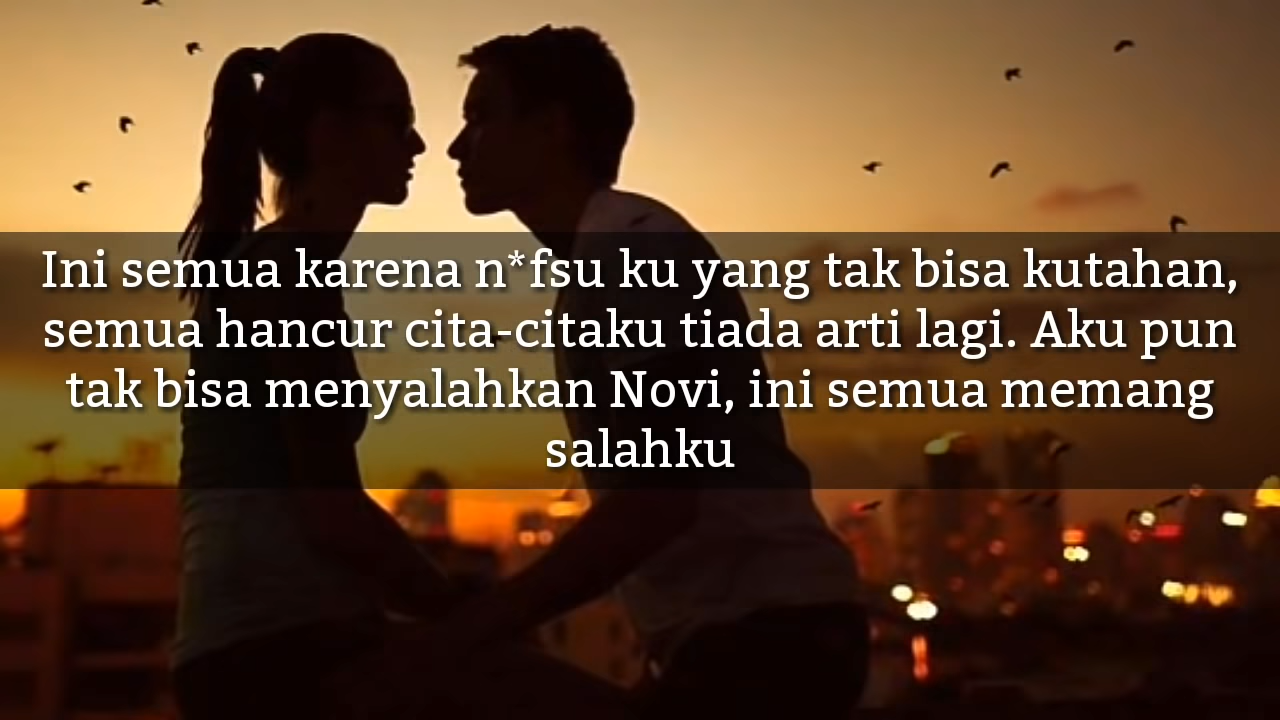 Ini semua karena n*fsu ku yang tak bisa kutahan,
semua hancur cita-citaku tiada arti lagi. Aku pun
tak bisa menyalahkan Novi, ini semua memang
salahku